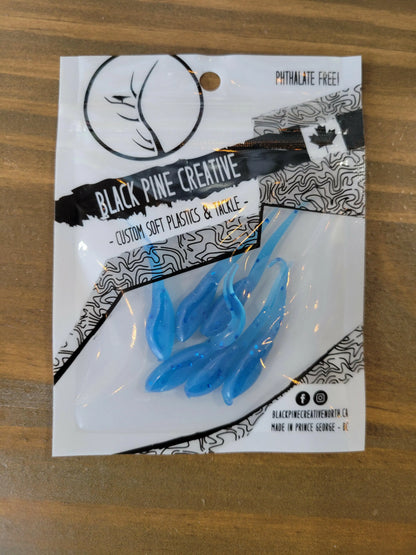 PHTHALATE FREE!
BLACK PINE CREATIVE
- CUSTOM SOFT PLASTICS & TACKLE -
BLACKPINECREATIVENORTH.CA
MADE IN PRINCE GEORGE - BC